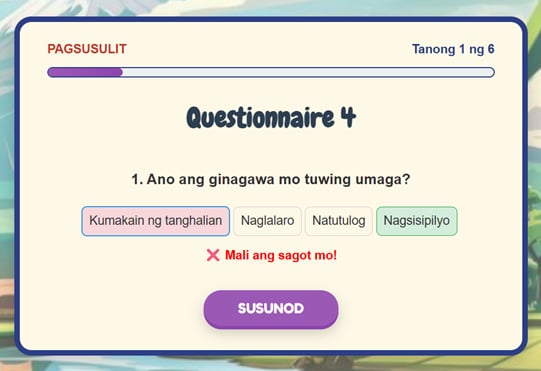 PAGSUSULIT Tanong 1 ng 6
Questionnaire 4
1. Ano ang ginagawa mo tuwing umaga?
Kumakain ng tanghalian Naglalaro Natutulog Nagsisipilyo
❌ Mali ang sagot mo!
SUSUNOD